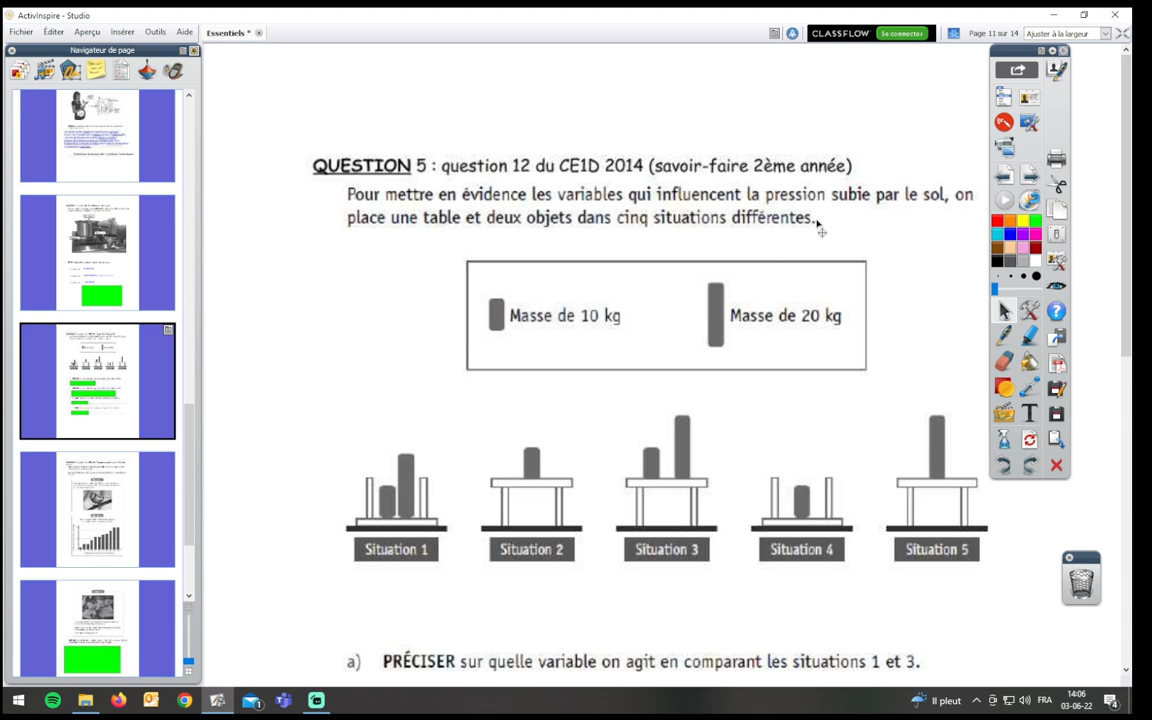 ActivInspire - Studio
Fichier Éditer Aperçu Insérer Outils Aide
Essentiels *
CLASSFLOW Se connecter
Page 11 sur 14
Ajuster à la largeur
Navigateur de page
QUESTION 5 : question 12 du CE1D 2014 (savoir-faire 2ème année)
Pour mettre en évidence les variables qui influencent la pression subie par le sol, on
place une table et deux objets dans cinq situations différentes.
Masse de 10 kg
Masse de 20 kg
Situation 1
Situation 2
Situation 3
Situation 4
Situation 5
a) PRÉCISER sur quelle variable on agit en comparant les situations 1 et 3.
Il pleut
FRA
14:06
03-06-22